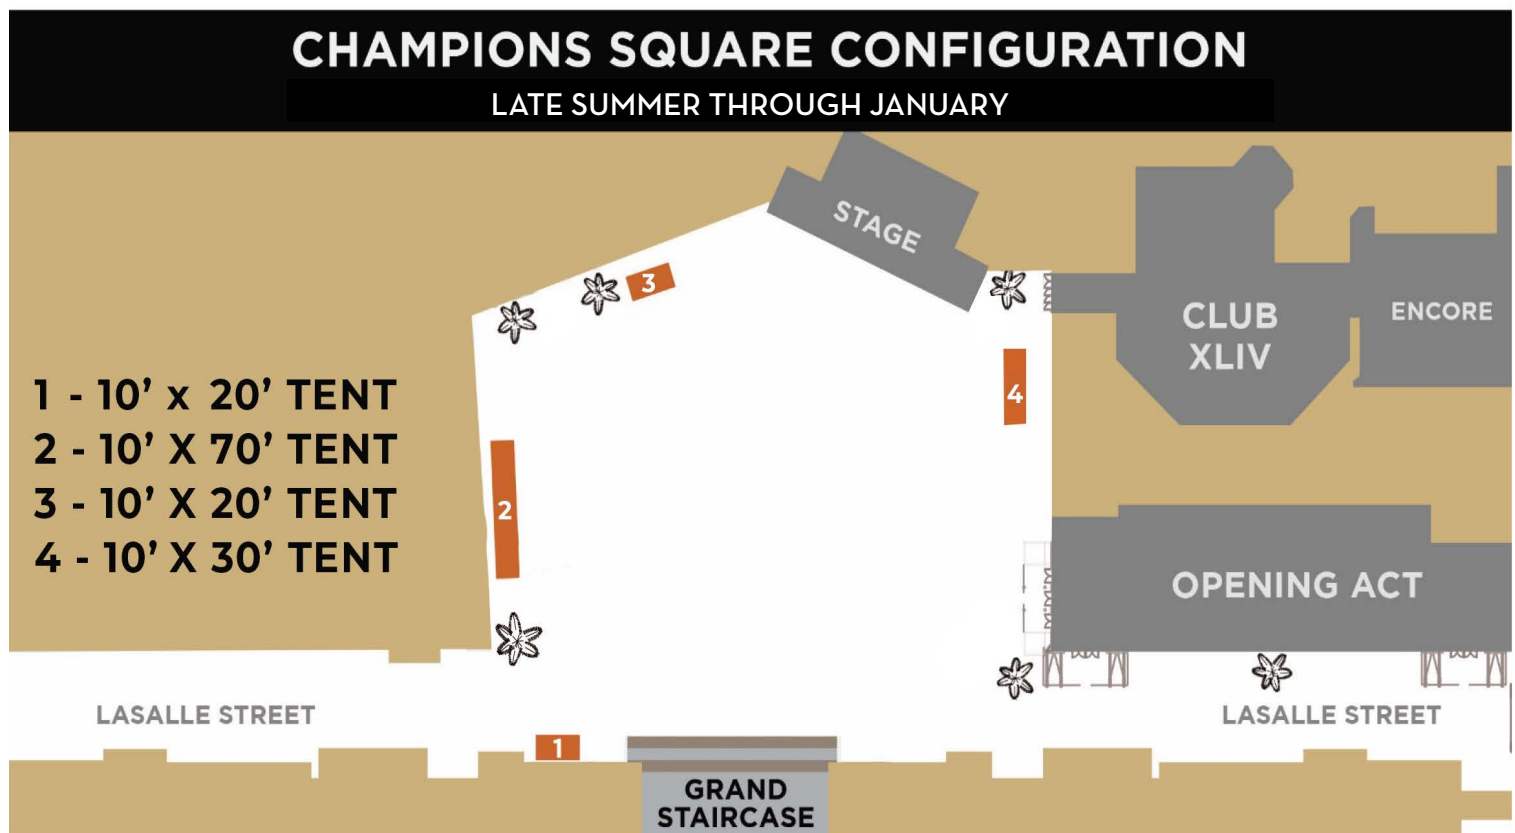 CHAMPIONS SQUARE CONFIGURATION
LATE SUMMER THROUGH JANUARY
STAGE
3
CLUB
XLIV
ENCORE
4
1 - 10’ x 20’ TENT
2 - 10’ X 70’ TENT
3 - 10’ X 20’ TENT
4 - 10’ X 30’ TENT
2
OPENING ACT
LASALLE STREET
LASALLE STREET
1
GRAND
STAIRCASE